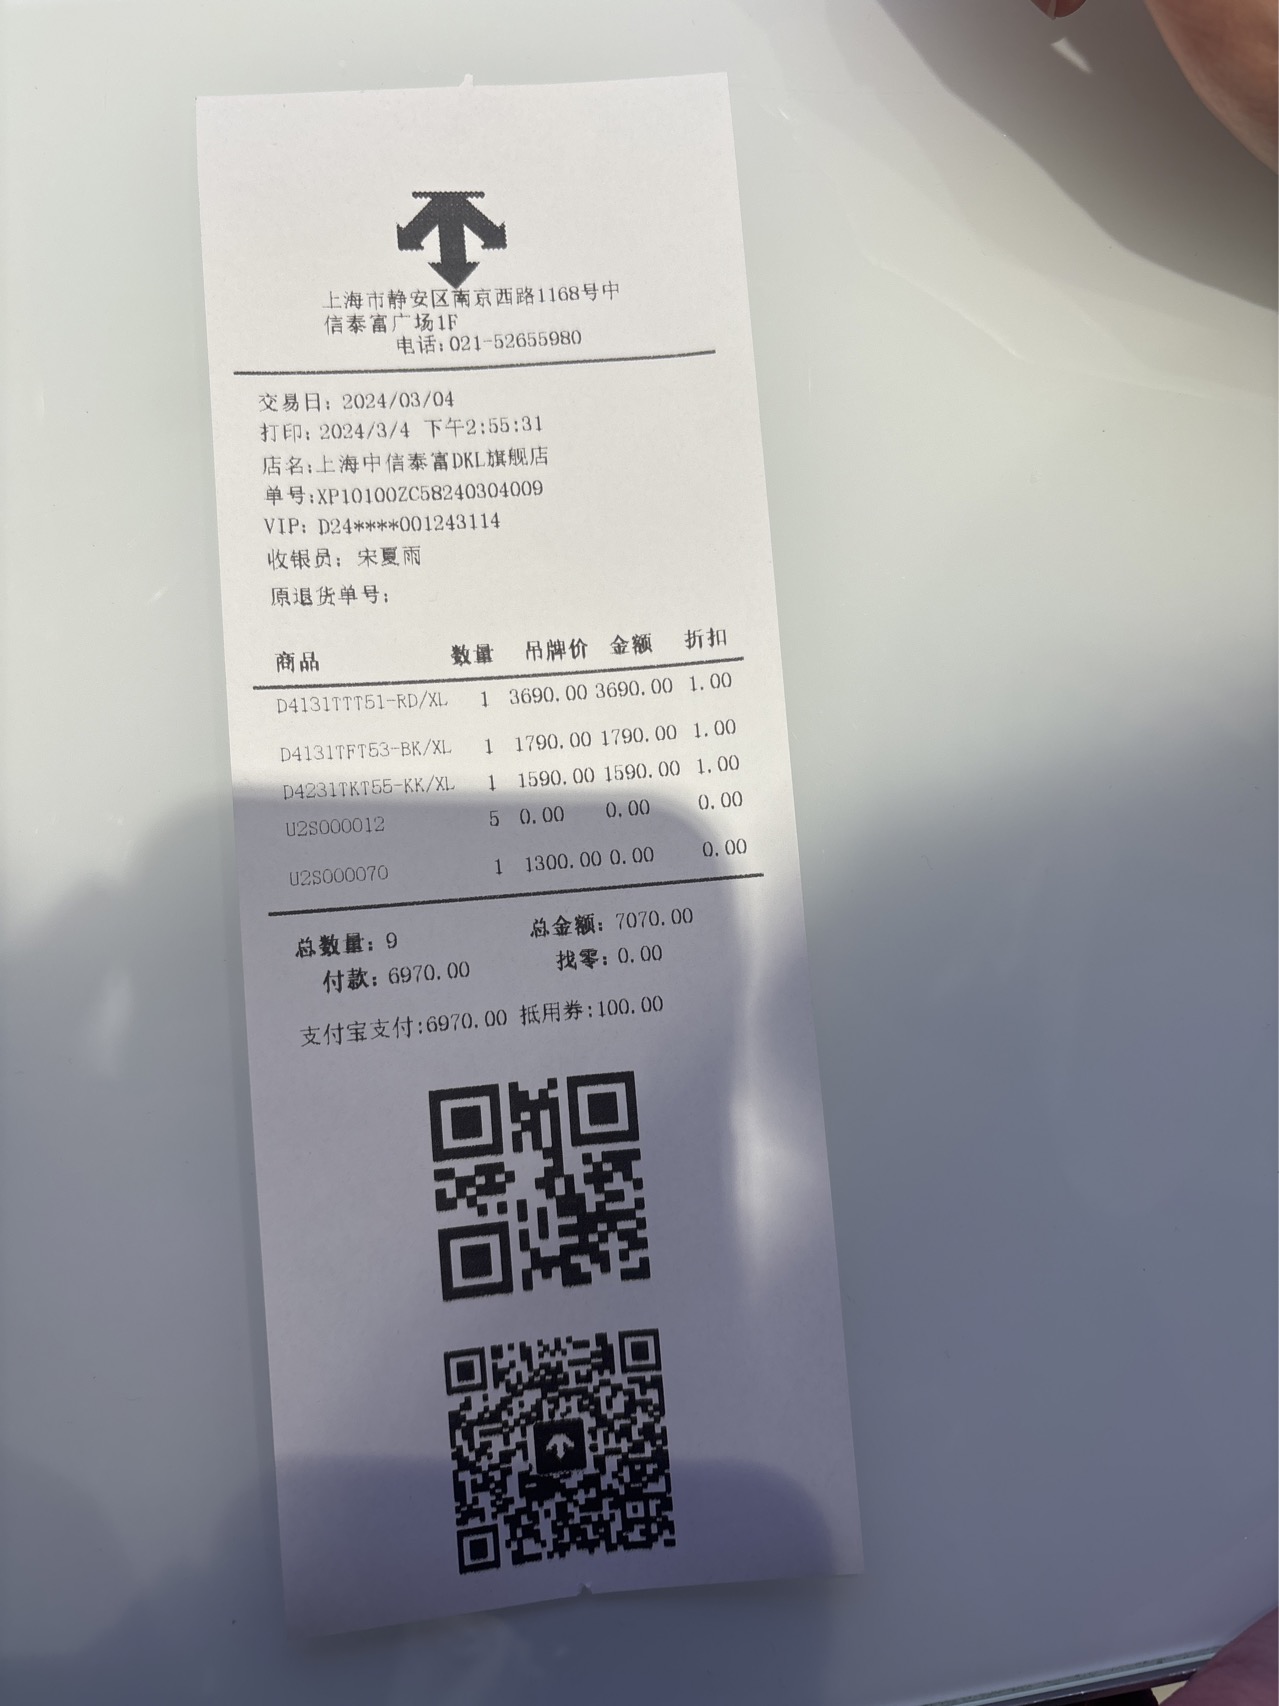 上海市静安区南京西路1168号中
信泰富广场1F
电话:021-52655980
交易日: 2024/03/04
打印: 2024/3/4 下午2:55:31
店名:上海中信泰富DKL旗舰店
单号:XP10100ZC58240304009
VIP: D24****001243114
收银员: 宋夏雨
原退货单号:
商品 数量 吊牌价 金额 折扣
D4131TTT51-RD/XL 1 3690.00 3690.00 1.00
D4131TFT53-BK/XL 1 1790.00 1790.00 1.00
D4231TKT55-KK/XL 1 1590.00 1590.00 1.00
U2S000012 5 0.00 0.00 0.00
U2S000070 1 1300.00 0.00 0.00
总数量: 9 总金额: 7070.00
付款: 6970.00 找零: 0.00
支付宝支付:6970.00 抵用券:100.00